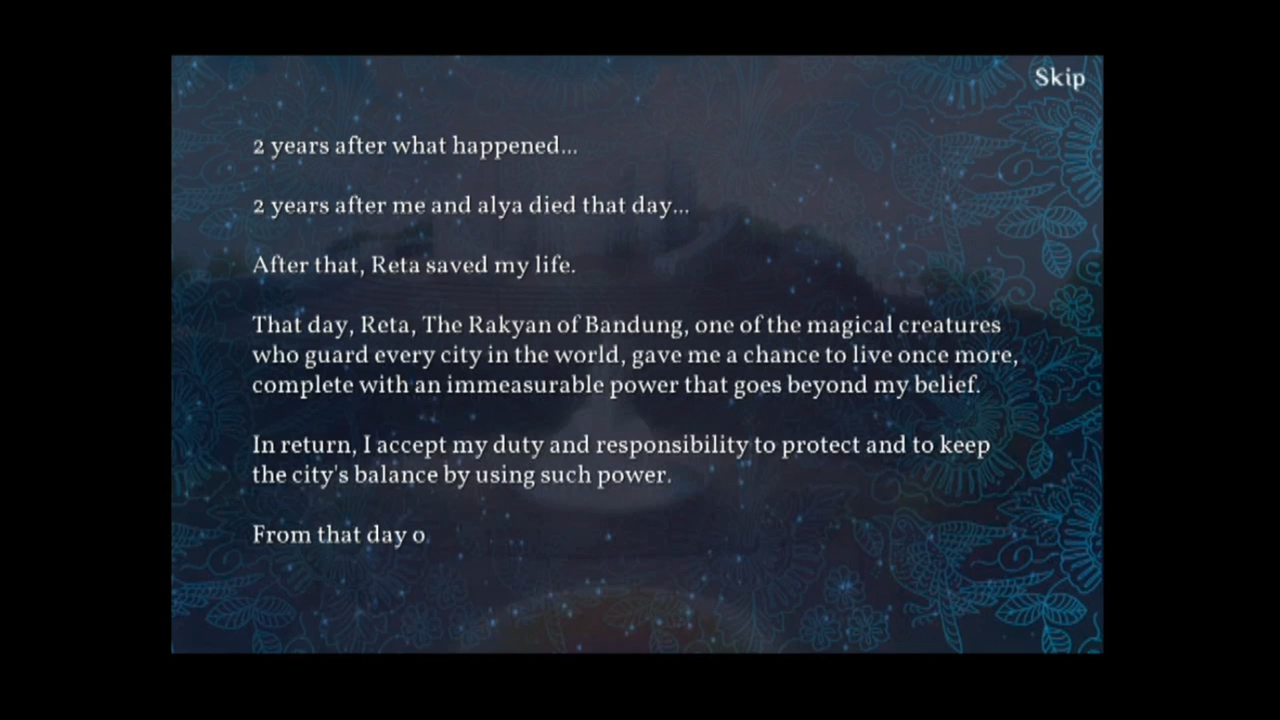 Skip
2 years after what happened...
2 years after me and alya died that day...
After that, Reta saved my life.
That day, Reta, The Rakyan of Bandung, one of the magical creatures
who guard every city in the world, gave me a chance to live once more,
complete with an immeasurable power that goes beyond my belief.
In return, I accept my duty and responsibility to protect and to keep
the city's balance by using such power.
From that day o